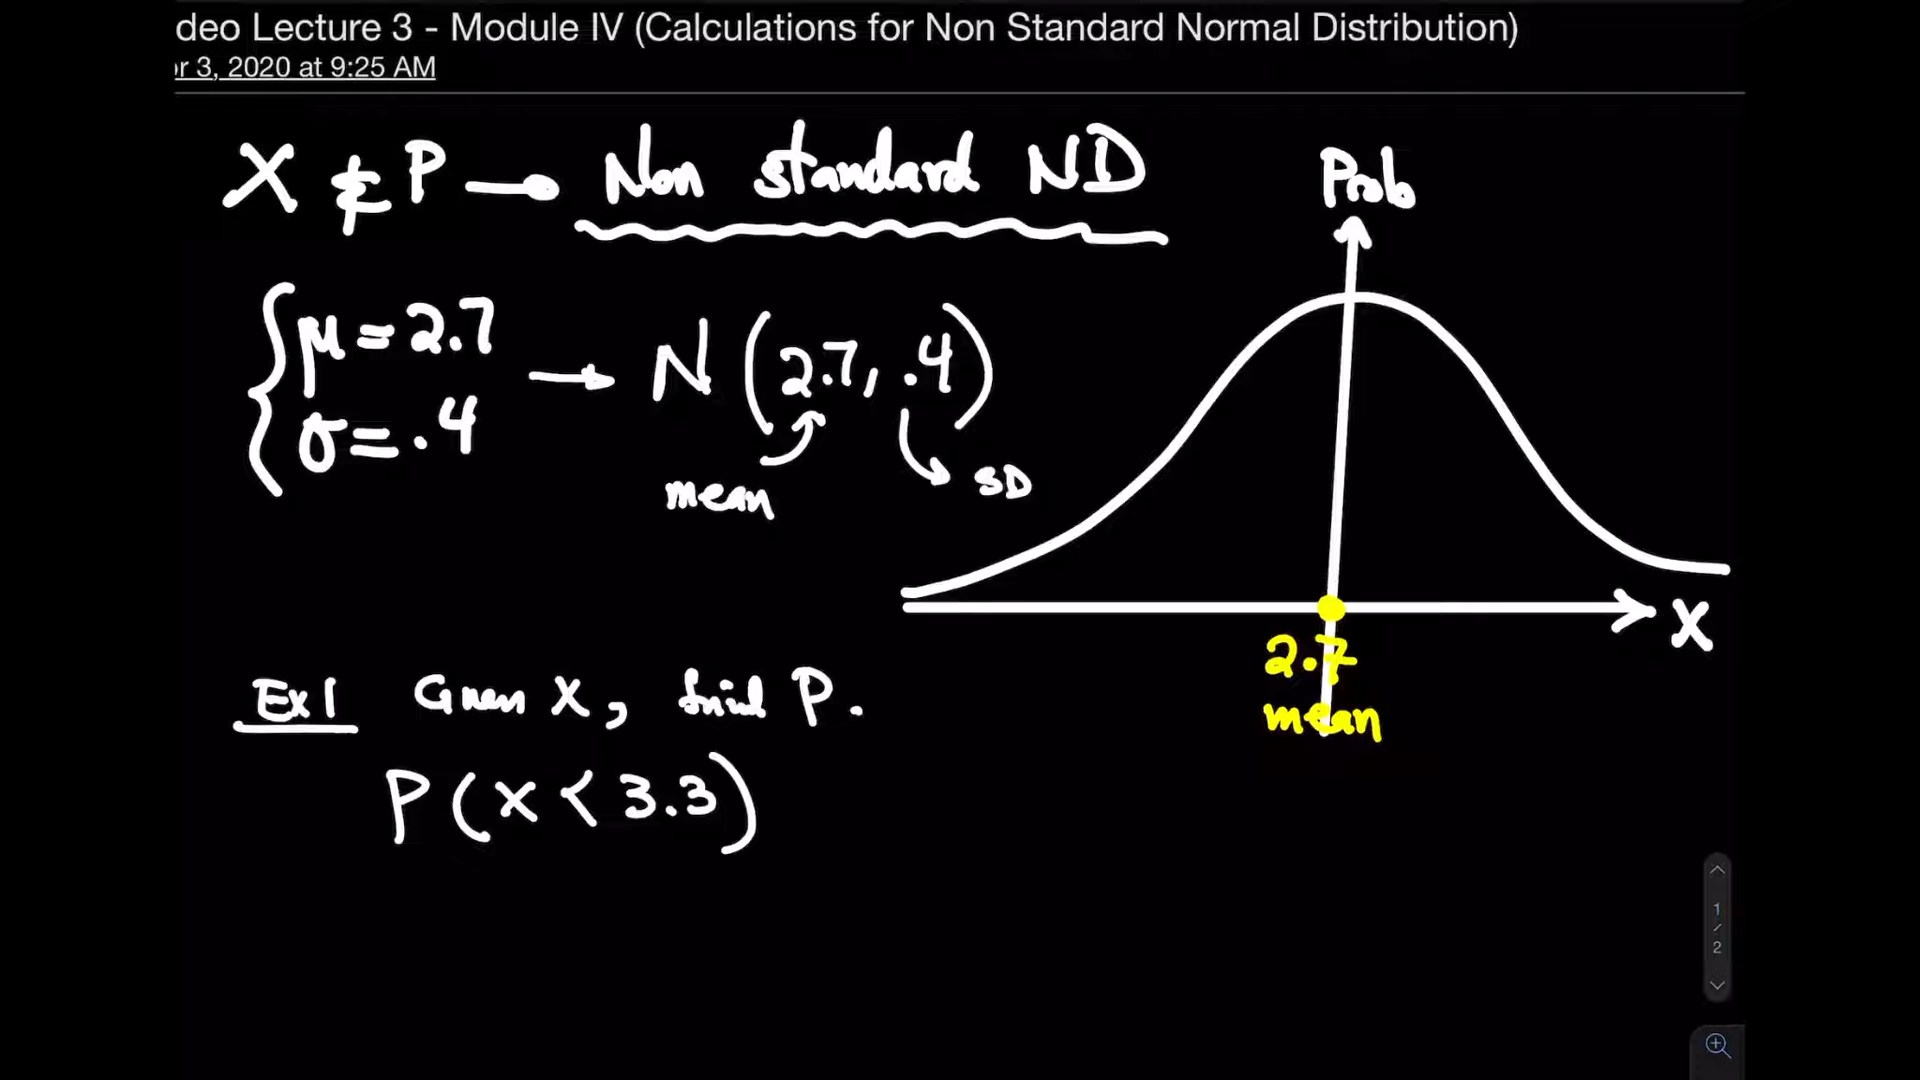 deo Lecture 3 - Module IV (Calculations for Non Standard Normal Distribution)
or 3, 2020 at 9:25 AM
X & P → Non standard ND
Prob
μ = 2.7
σ = .4
→ N (2.7, .4)
mean
SD
X
2.7
mean
Ex1 Given X, find P.
P(X < 3.3)
1
/
2